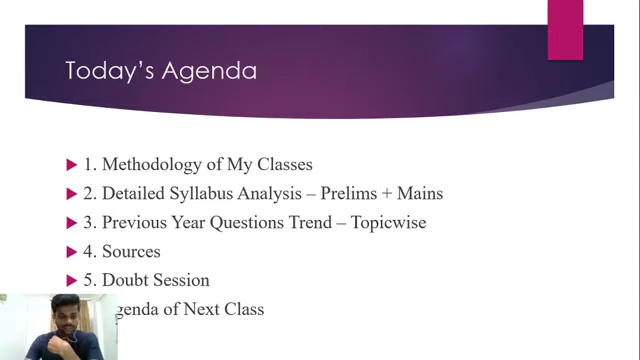 Today’s Agenda
1. Methodology of My Classes
2. Detailed Syllabus Analysis – Prelims + Mains
3. Previous Year Questions Trend – Topicwise
4. Sources
5. Doubt Session
genda of Next Class